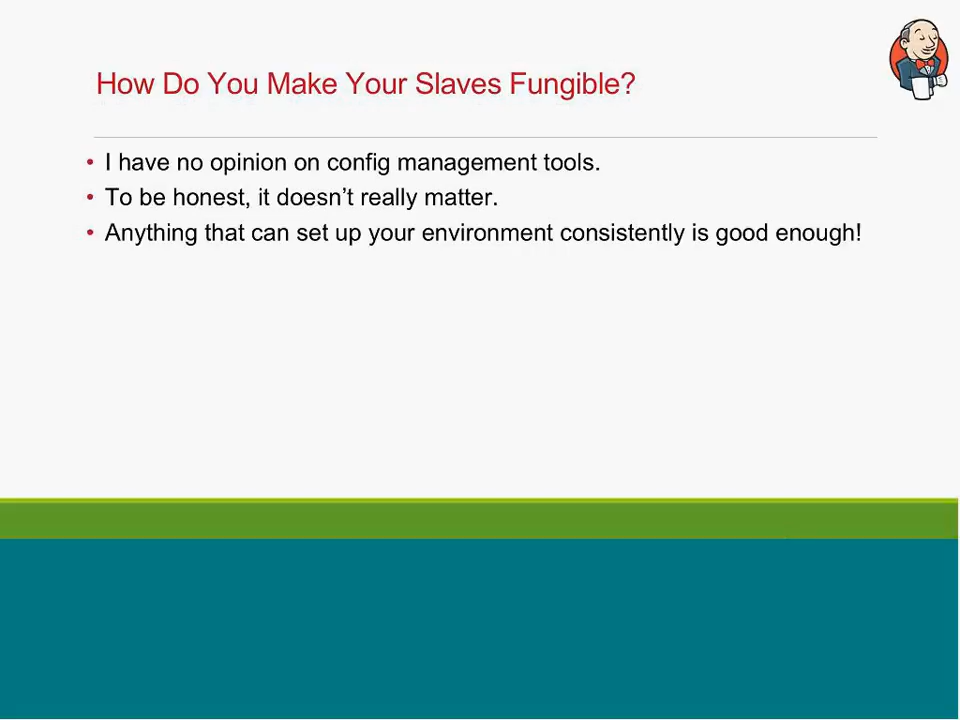 How Do You Make Your Slaves Fungible?
• I have no opinion on config management tools.
• To be honest, it doesn’t really matter.
• Anything that can set up your environment consistently is good enough!